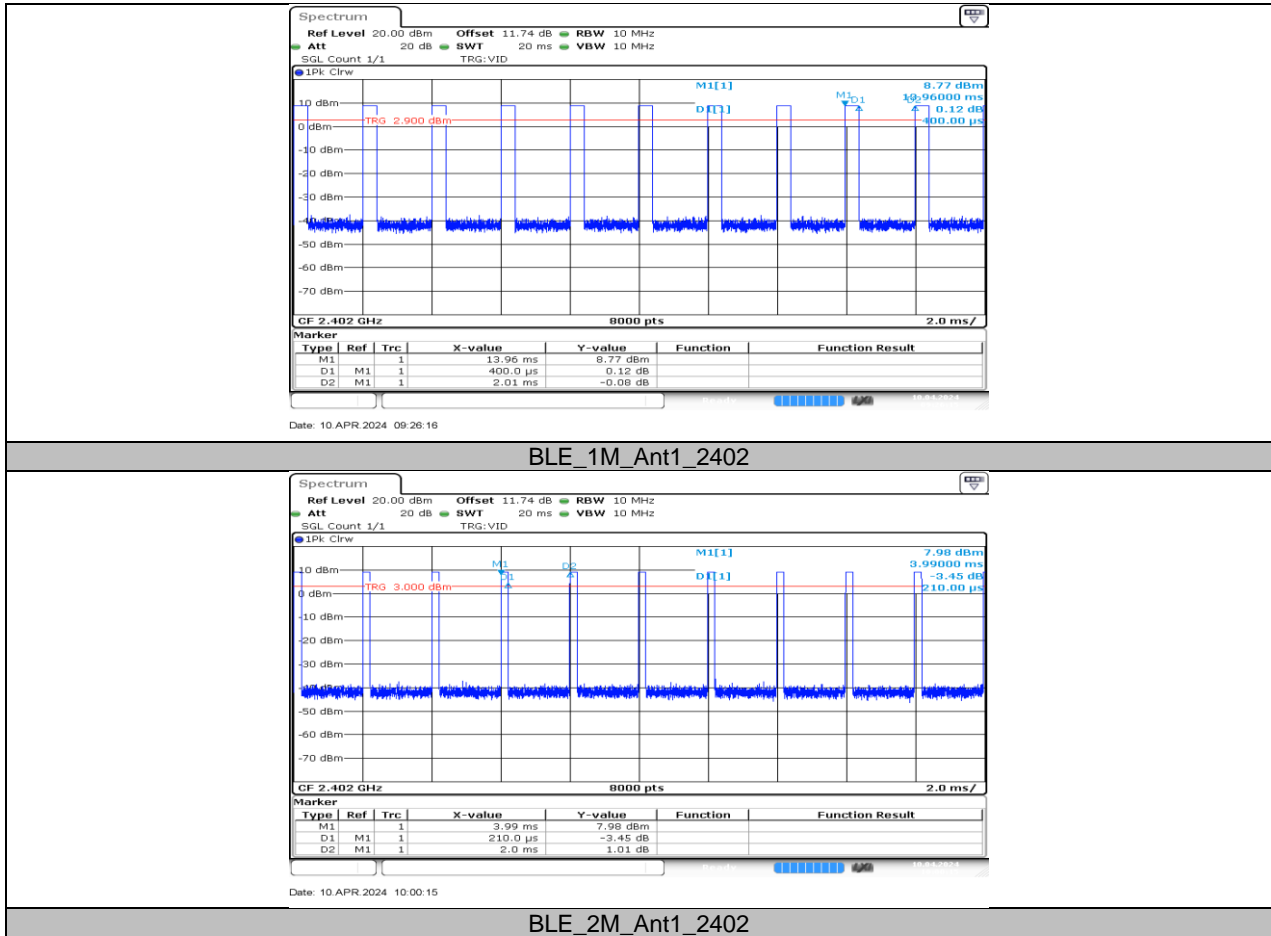 Spectrum
Ref Level 20.00 dBm Offset 11.74 dB RBW 10 MHz
Att 20 dB SWT 20 ms VBW 10 MHz
SGL Count 1/1 TRG:VID
1Pk Clrw
M1[1] 8.77 dBm
M1 D1 D2
10 dBm
D1[1] 0.12 dB
TRG 2.900 dBm 400.00 µs
0 dBm
-10 dBm
-20 dBm
-30 dBm
-50 dBm
-60 dBm
-70 dBm
CF 2.402 GHz 8000 pts 2.0 ms/
Marker
Type Ref Trc X-value Y-value Function Function Result
M1 1 13.96 ms 8.77 dBm
D1 M1 1 400.0 µs 0.12 dB
D2 M1 1 2.01 ms -0.08 dB
Date: 10.APR.2024 09:26:16
BLE_1M_Ant1_2402
Spectrum
Ref Level 20.00 dBm Offset 11.74 dB RBW 10 MHz
Att 20 dB SWT 20 ms VBW 10 MHz
SGL Count 1/1 TRG:VID
1Pk Clrw
M1[1] 7.98 dBm
M1 D2 3.99000 ms
10 dBm D1 D1[1] -3.45 dB
TRG 3.000 dBm 210.00 µs
0 dBm
-10 dBm
-20 dBm
-30 dBm
-50 dBm
-60 dBm
-70 dBm
CF 2.402 GHz 8000 pts 2.0 ms/
Marker
Type Ref Trc X-value Y-value Function Function Result
M1 1 3.99 ms 7.98 dBm
D1 M1 1 210.0 µs -3.45 dB
D2 M1 1 2.0 ms 1.01 dB
Date: 10.APR.2024 10:00:15
BLE_2M_Ant1_2402